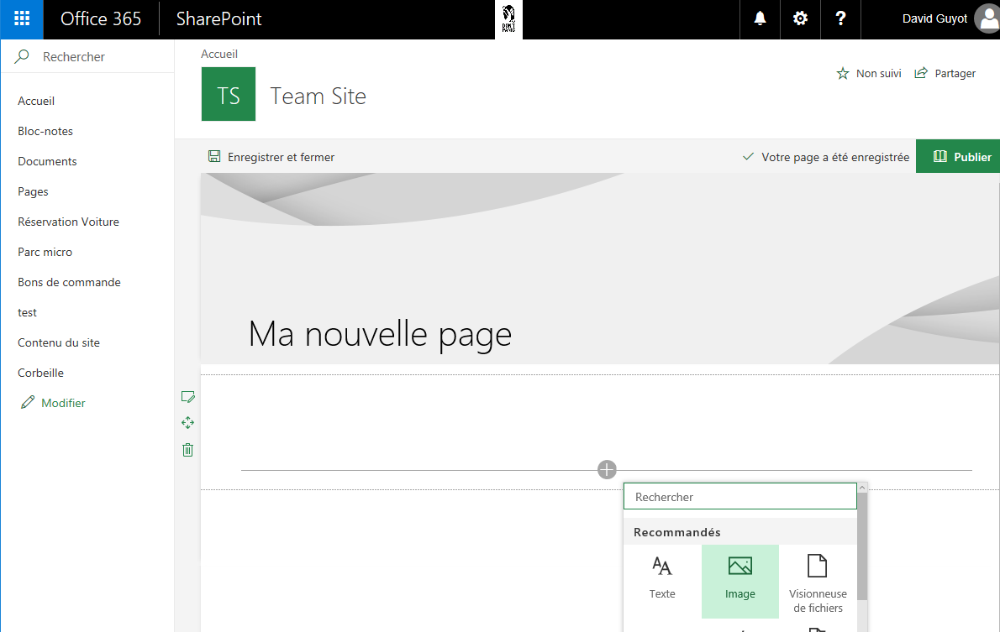 Office 365
SharePoint
DON'T
PANIC
David Guyot
Rechercher
Accueil
Bloc-notes
Documents
Pages
Réservation Voiture
Parc micro
Bons de commande
test
Contenu du site
Corbeille
Modifier
Accueil
TS
Team Site
Non suivi
Partager
Enregistrer et fermer
Votre page a été enregistrée
Publier
Ma nouvelle page
Rechercher
Recommandés
Texte
Image
Visionneuse
de fichiers